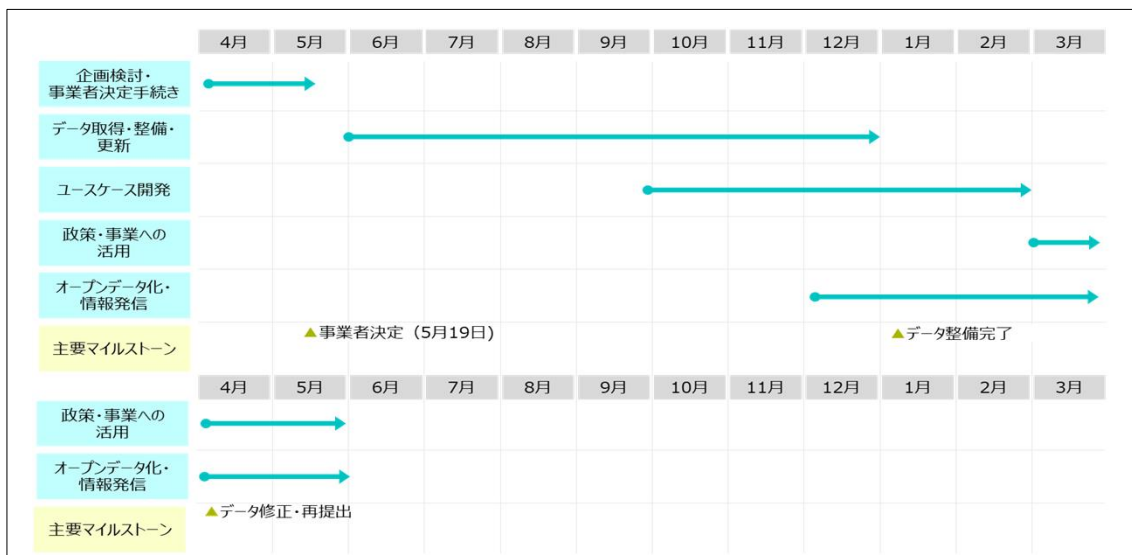 4月 5月 6月 7月 8月 9月 10月 11月 12月 1月 2月 3月
企画検討・
事業者決定手続き
データ取得・整備・
更新
ユースケース開発
政策・事業への
活用
オープンデータ化・
情報発信
主要マイルストーン
▲事業者決定（5月19日）
▲データ整備完了
4月 5月 6月 7月 8月 9月 10月 11月 12月 1月 2月 3月
政策・事業への
活用
オープンデータ化・
情報発信
主要マイルストーン
▲データ修正・再提出